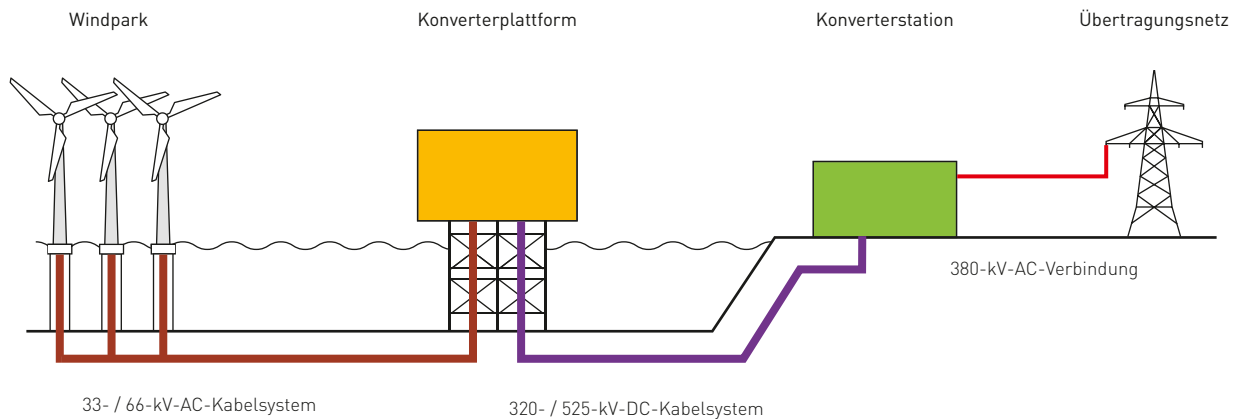 Windpark
Konverterplattform
Konverterstation
Übertragungsnetz
380-kV-AC-Verbindung
33- / 66-kV-AC-Kabelsystem
320- / 525-kV-DC-Kabelsystem